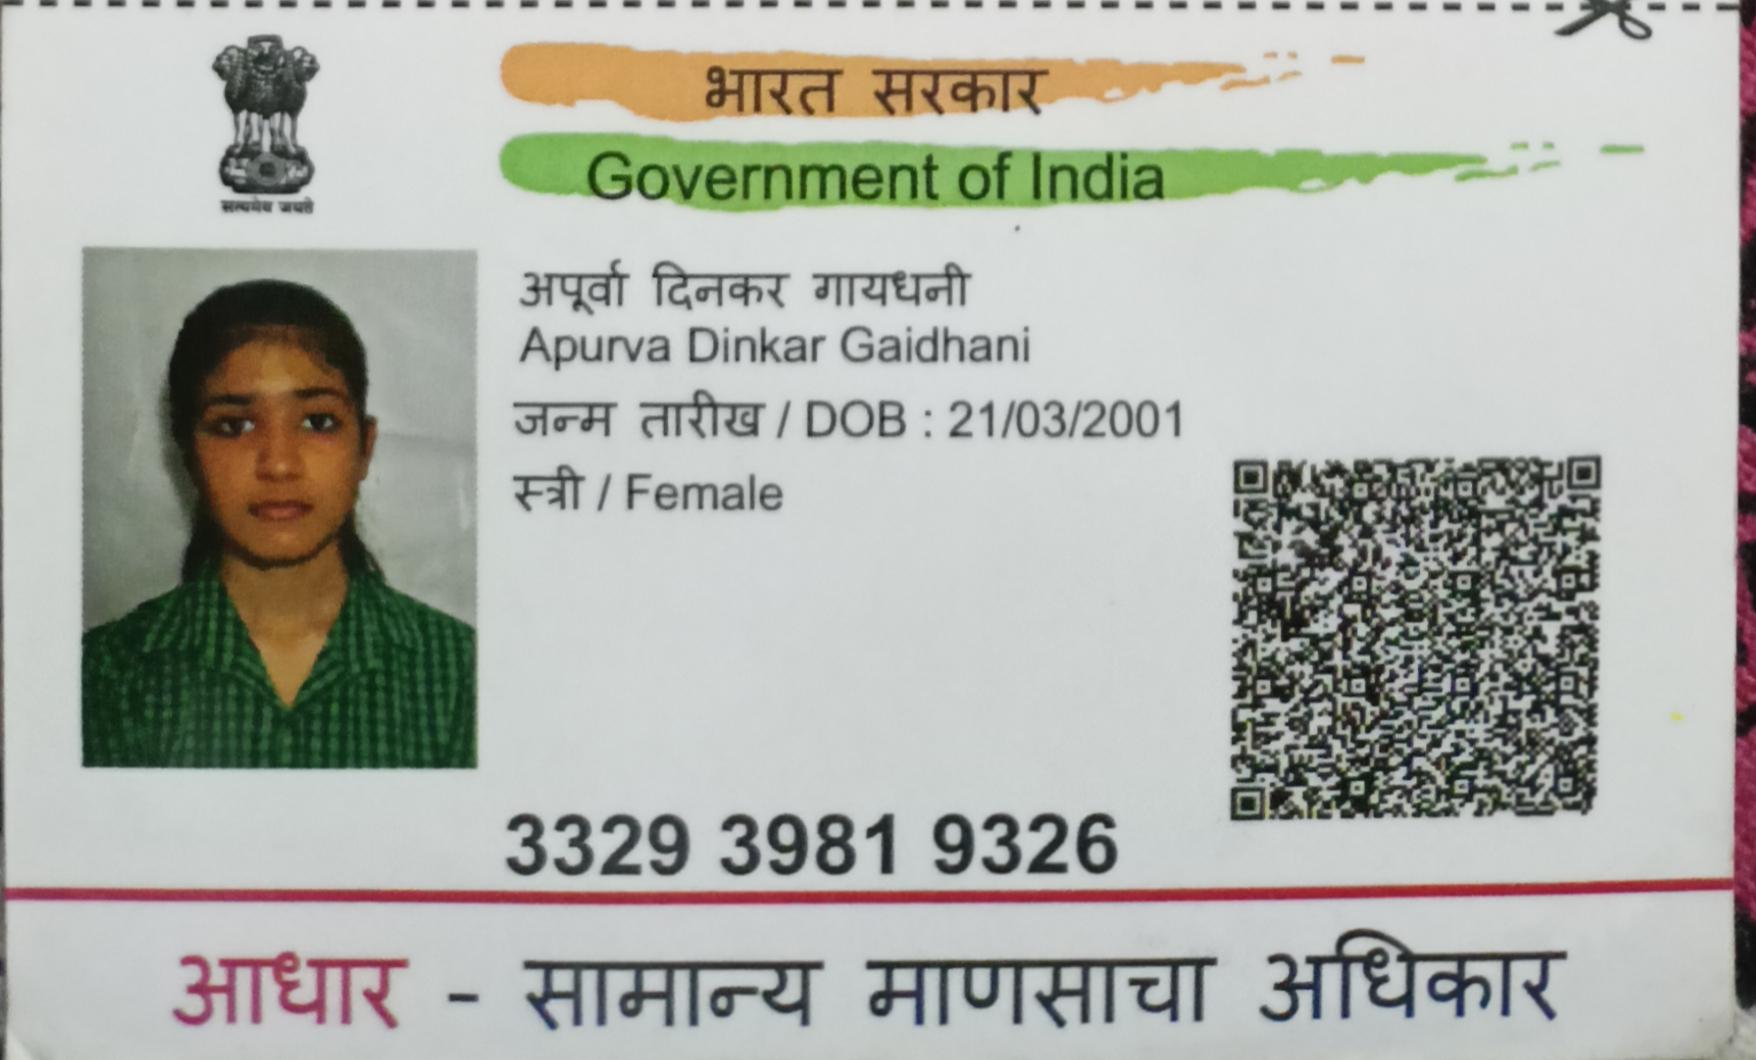 भारत सरकार
Government of India
सत्यमेव जयते
अपूर्वा दिनकर गायधनी
Apurva Dinkar Gaidhani
जन्म तारीख / DOB : 21/03/2001
स्त्री / Female
3329 3981 9326
आधार - सामान्य माणसाचा अधिकार